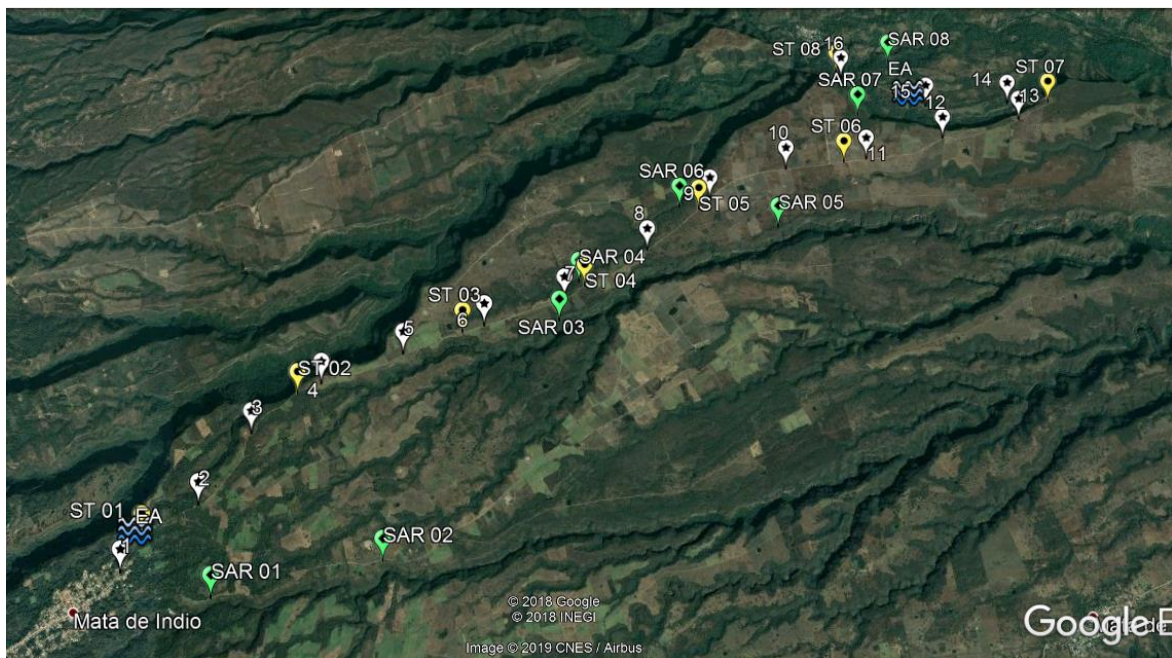 ST 08
16
SAR 08
EA
SAR 07
15
14
ST 07
13
12
10
ST 06
11
SAR 06
9
ST 05
SAR 05
8
SAR 04
7
ST 04
ST 03
6
SAR 03
5
ST 02
4
3
2
ST 01
EA
1
SAR 02
SAR 01
Mata de Indio
© 2018 Google
© 2018 INEGI
Image © 2019 CNES / Airbus
Google